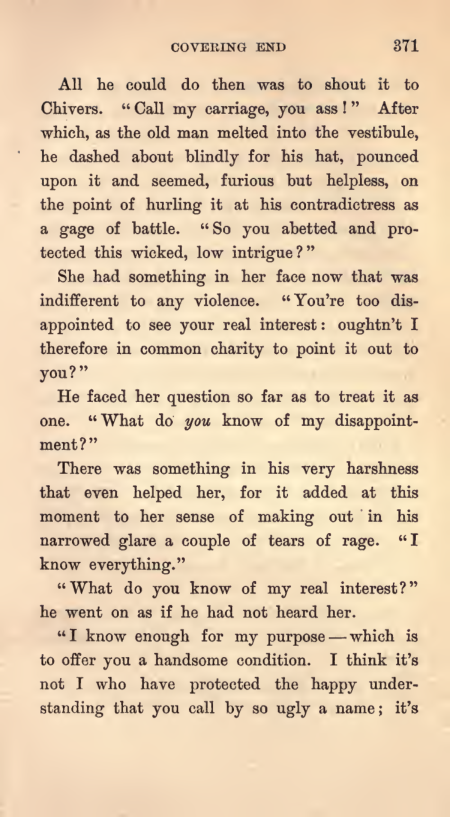 COVERING END 371
All he could do then was to shout it to
Chivers. “Call my carriage, you ass!” After
which, as the old man melted into the vestibule,
he dashed about blindly for his hat, pounced
upon it and seemed, furious but helpless, on
the point of hurling it at his contradictress as
a gage of battle. “So you abetted and pro-
tected this wicked, low intrigue?”
She had something in her face now that was
indifferent to any violence. “You’re too dis-
appointed to see your real interest: oughtn’t I
therefore in common charity to point it out to
you?”
He faced her question so far as to treat it as
one. “What do you know of my disappoint-
ment?”
There was something in his very harshness
that even helped her, for it added at this
moment to her sense of making out in his
narrowed glare a couple of tears of rage. “I
know everything.”
“What do you know of my real interest?”
he went on as if he had not heard her.
“I know enough for my purpose — which is
to offer you a handsome condition. I think it’s
not I who have protected the happy under-
standing that you call by so ugly a name; it’s